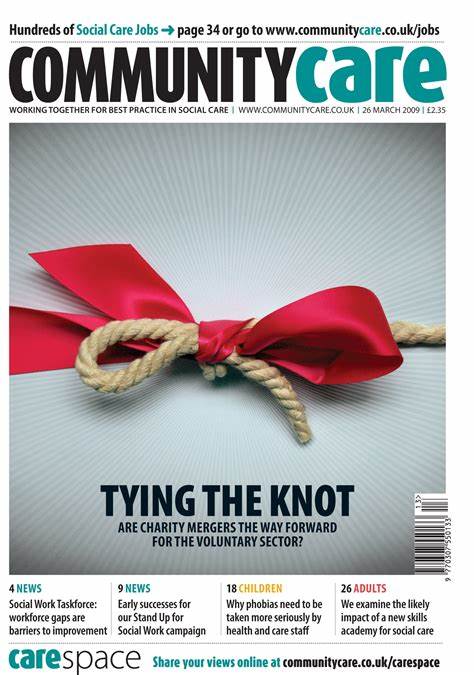 Hundreds of Social Care Jobs ➔ page 34 or go to www.communitycare.co.uk/jobs
COMMUNITYcare
WORKING TOGETHER FOR BEST PRACTICE IN SOCIAL CARE | WWW.COMMUNITYCARE.CO.UK | 26 MARCH 2009 | £2.35
TYING THE KNOT
ARE CHARITY MERGERS THE WAY FORWARD
FOR THE VOLUNTARY SECTOR?
13>
9 770307 550133
4 NEWS
Social Work Taskforce:
workforce gaps are
barriers to improvement
9 NEWS
Early successes for
our Stand Up for
Social Work campaign
18 CHILDREN
Why phobias need to be
taken more seriously by
health and care staff
26 ADULTS
We examine the likely
impact of a new skills
academy for social care
carespace
Share your views online at communitycare.co.uk/carespace